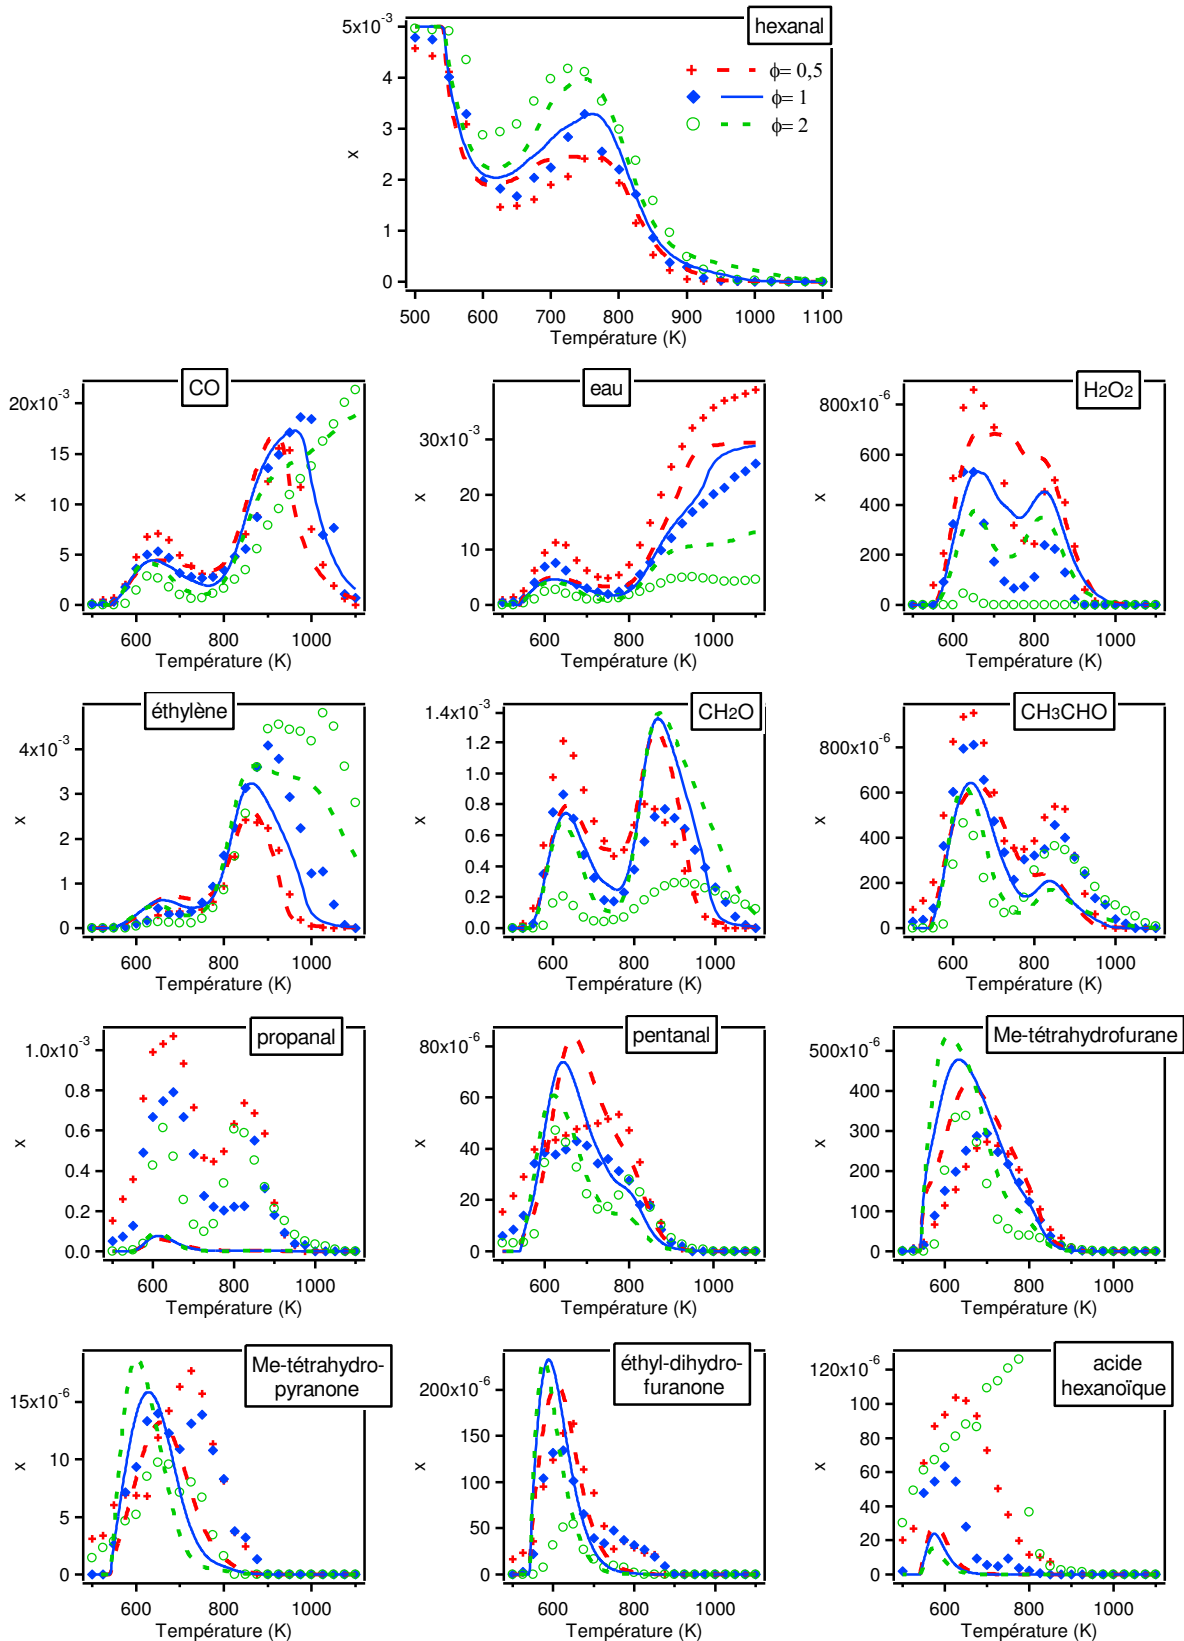 hexanal
5x10-3
4
3
2
1
0
x
ϕ= 0,5
ϕ= 1
ϕ= 2
500 600 700 800 900 1000 1100
Température (K)
CO
20x10-3
15
10
5
0
x
600 800 1000
Température (K)
eau
30x10-3
20
10
0
x
600 800 1000
Température (K)
H2O2
800x10-6
600
400
200
0
x
600 800 1000
Température (K)
éthylène
4x10-3
3
2
1
0
x
600 800 1000
Température (K)
CH2O
1.4x10-3
1.2
1.0
0.8
0.6
0.4
0.2
0.0
x
600 800 1000
Température (K)
CH3CHO
800x10-6
600
400
200
0
x
600 800 1000
Température (K)
propanal
1.0x10-3
0.8
0.6
0.4
0.2
0.0
x
600 800 1000
Température (K)
pentanal
80x10-6
60
40
20
0
x
600 800 1000
Température (K)
Me-tétrahydrofurane
500x10-6
400
300
200
100
0
x
600 800 1000
Température (K)
Me-tétrahydro-
pyranone
15x10-6
10
5
0
x
600 800 1000
Température (K)
éthyl-dihydro-
furanone
200x10-6
150
100
50
0
x
600 800 1000
Température (K)
acide
hexanoïque
120x10-6
100
80
60
40
20
0
x
600 800 1000
Température (K)